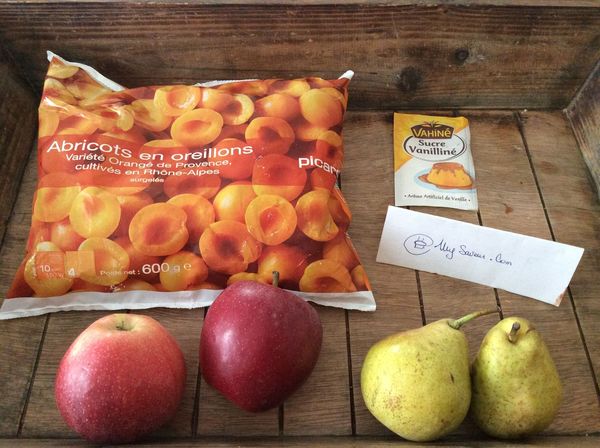 Abricots en oreillons
Variété Orangé de Provence,
cultivés en Rhône-Alpes
surgelés
picard
Poids net : 600g e
VAHINÉ
Sucre
Vanilliné
Arôme Artificiel de Vanille
My Saveur.Com